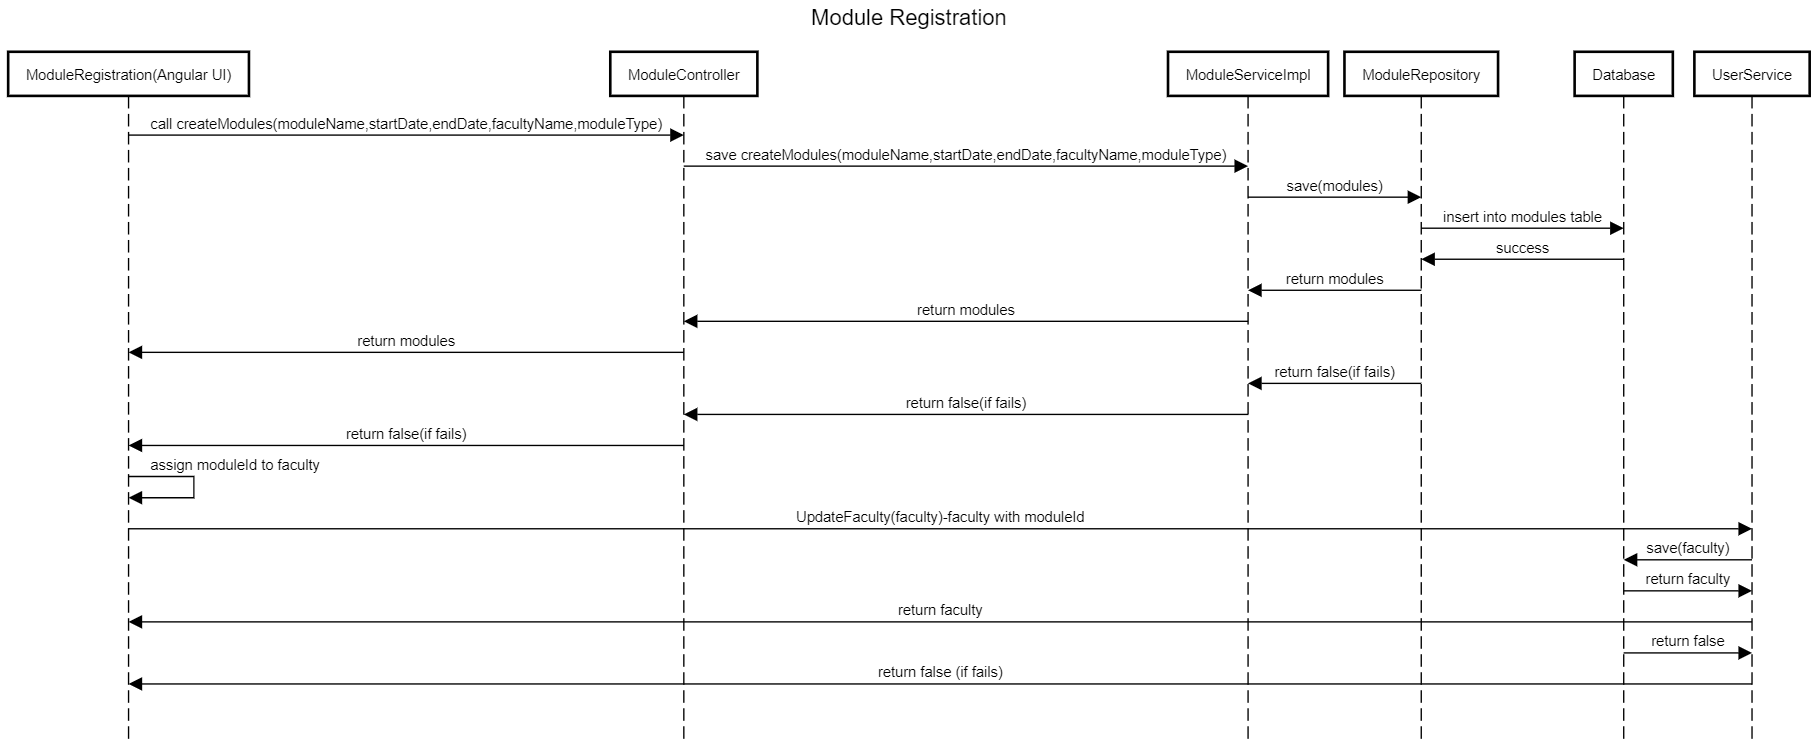 Module Registration
ModuleRegistration(Angular UI)
ModuleController
ModuleServiceImpl
ModuleRepository
Database
UserService
call createModules(moduleName,startDate,endDate,facultyName,moduleType)
save createModules(moduleName,startDate,endDate,facultyName,moduleType)
save(modules)
insert into modules table
success
return modules
return modules
return modules
return false(if fails)
return false(if fails)
return false(if fails)
assign moduleId to faculty
UpdateFaculty(faculty)-faculty with moduleId
save(faculty)
return faculty
return faculty
return false
return false (if fails)